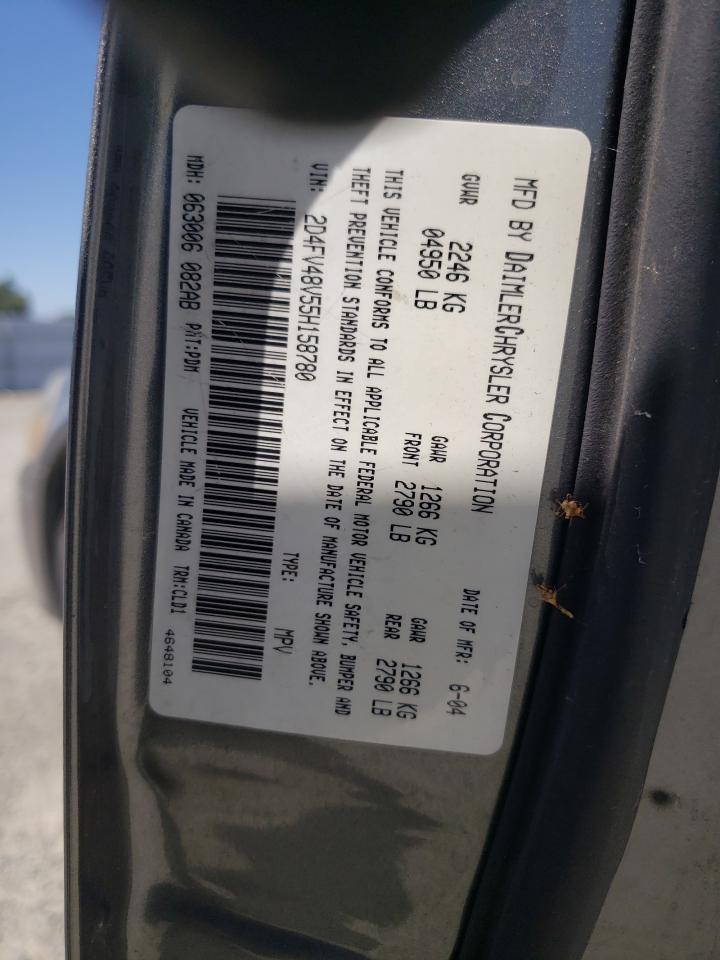 MFD BY DAIMLERCHRYSLER CORPORATION DATE OF MFR: 6-04
GVWR 2246 KG GAWR 1266 KG GAWR 1266 KG
04950 LB FRONT 2790 LB REAR 2790 LB
THIS VEHICLE CONFORMS TO ALL APPLICABLE FEDERAL MOTOR VEHICLE SAFETY, BUMPER AND
THEFT PREVENTION STANDARDS IN EFFECT ON THE DATE OF MANUFACTURE SHOWN ABOVE.
VIN: 2D4FV48V55H158780 TYPE: MPV
MDH: 063006 082AB PXT:PDM VEHICLE MADE IN CANADA TRM:CLD1
4648104